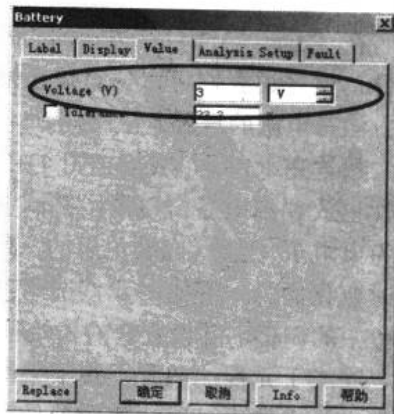 Battery
Label Display Value Analysis Setup Fault
Voltage (V) 3 V
Tolerance
Replace 确定 取消 Info 帮助